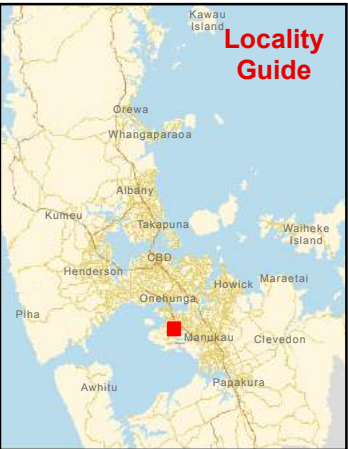 Kawau
Island
Locality
Guide
Orewa
Whangaparaoa
Albany
Kumeu
Takapuna
Waiheke
Island
CBD
Henderson
Howick
Maraetai
Onehunga
Piha
Manukau
Clevedon
Awhitu
Papakura